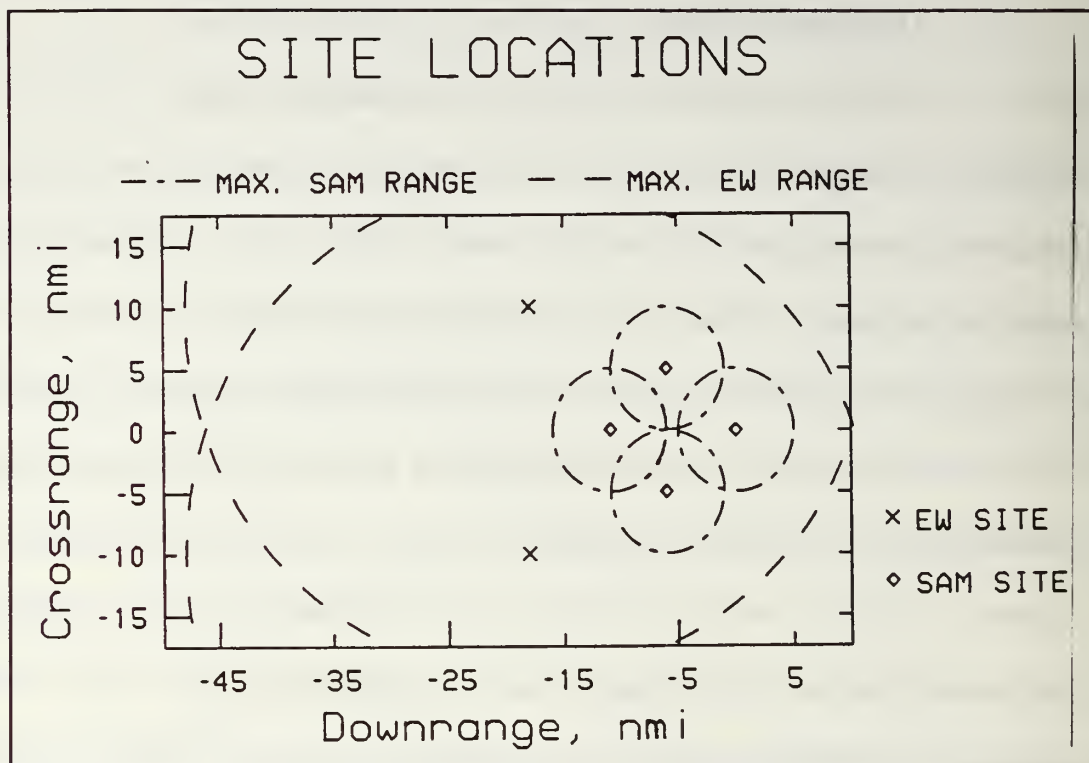 SITE LOCATIONS
MAX. SAM RANGE MAX. EW RANGE
Crossrange, nmi
15
10
5
0
-5
-10
-15
× EW SITE
◇ SAM SITE
-45 -35 -25 -15 -5 5
Downrange, nmi